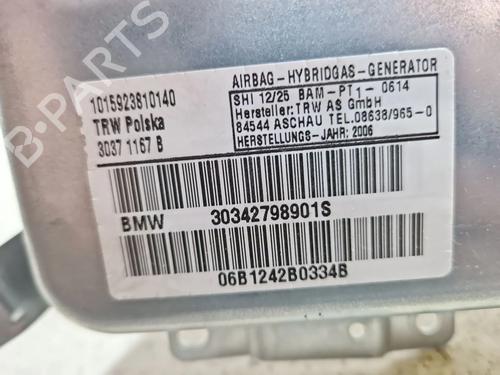 B-PARTS
1015923810140
TRW Polska
3037 1167 B
AIRBAG-HYBRIDGAS-GENERATOR
SHI 12/25 BAM-PT1-0614
Hersteller:TRW AS GmbH
84544 ASCHAU TEL.08638/965-0
HERSTELLUNGS-JAHR: 2006
BMW 30342798901S
06B1242B0334B